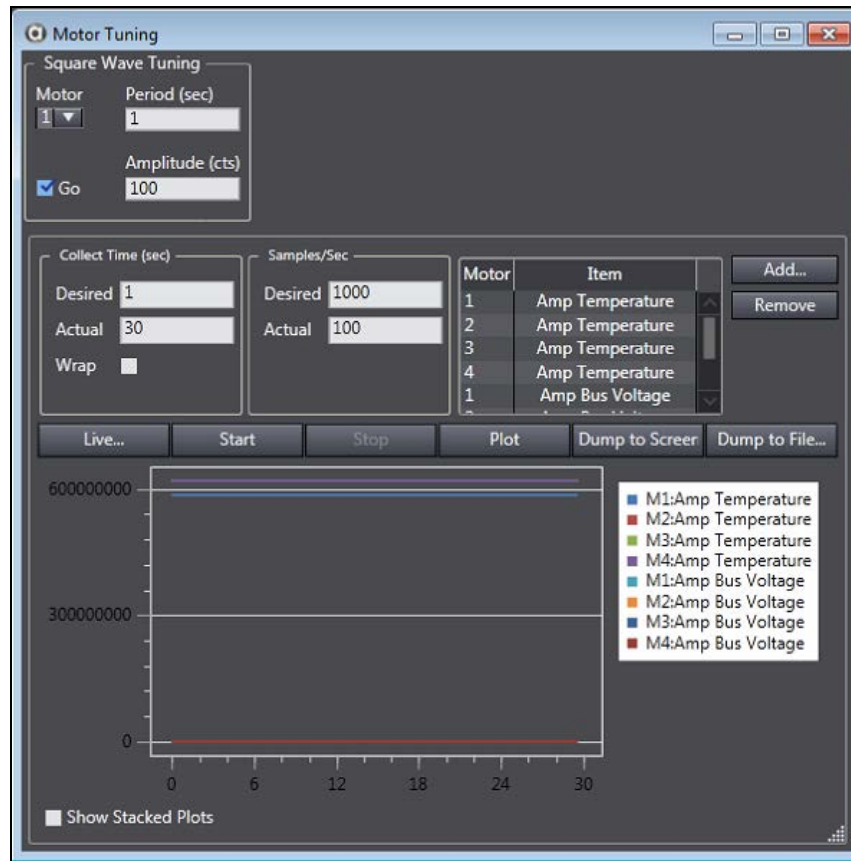 Motor Tuning
Square Wave Tuning
Motor Period (sec)
1 1
Amplitude (cts)
Go 100
Collect Time (sec) Samples/Sec
Desired 1 Desired 1000
Actual 30 Actual 100
Wrap
Motor Item
1 Amp Temperature
2 Amp Temperature
3 Amp Temperature
4 Amp Temperature
1 Amp Bus Voltage
Add...
Remove
Live... Start Stop Plot Dump to Screen Dump to File...
600000000
300000000
0
0 6 12 18 24 30
M1:Amp Temperature
M2:Amp Temperature
M3:Amp Temperature
M4:Amp Temperature
M1:Amp Bus Voltage
M2:Amp Bus Voltage
M3:Amp Bus Voltage
M4:Amp Bus Voltage
Show Stacked Plots